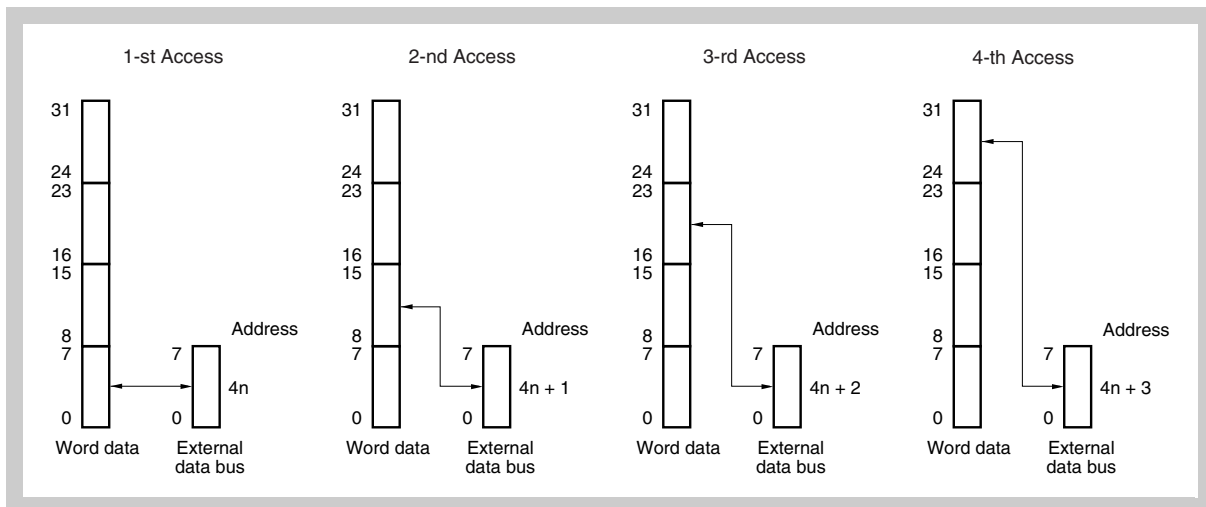 1-st Access
31
24
23
16
15
8
7
0
Word data
Address
7
4n
0
External
data bus
2-nd Access
31
24
23
16
15
8
7
0
Word data
Address
7
4n + 1
0
External
data bus
3-rd Access
31
24
23
16
15
8
7
0
Word data
Address
7
4n + 2
0
External
data bus
4-th Access
31
24
23
16
15
8
7
0
Word data
Address
7
4n + 3
0
External
data bus